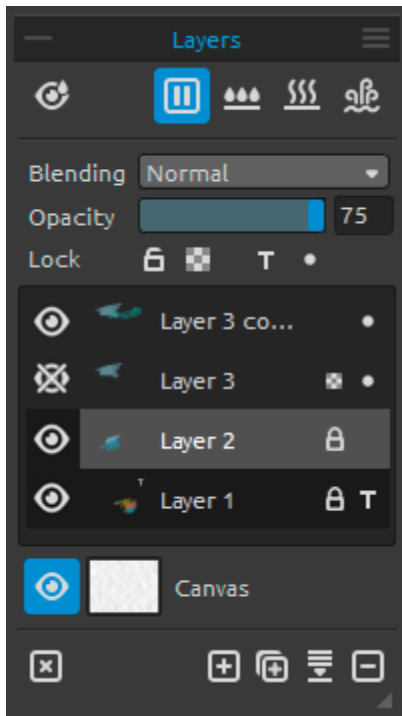 Layers
Blending Normal
Opacity 75
Lock T
Layer 3 co...
Layer 3
Layer 2
T
Layer 1 T
Canvas